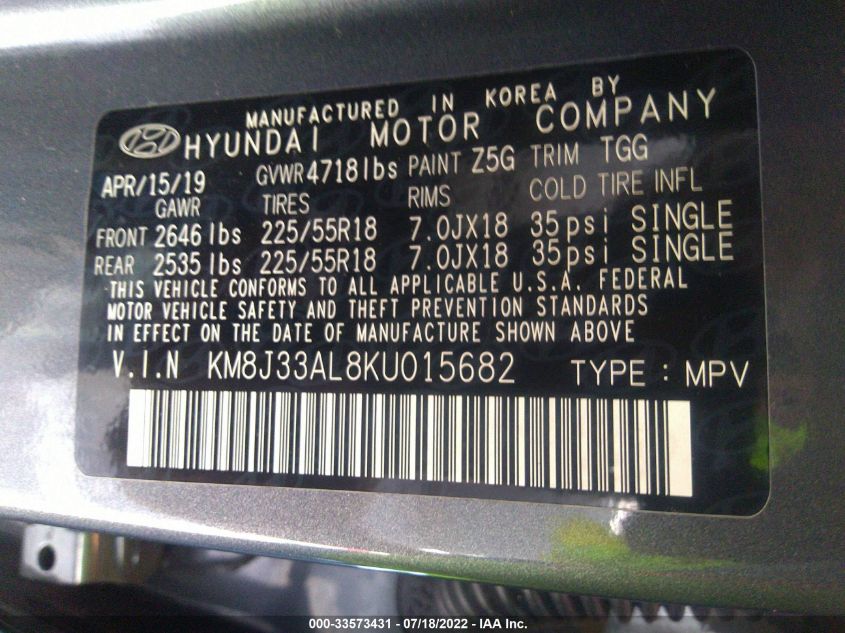 MANUFACTURED IN KOREA BY
HYUNDAI MOTOR COMPANY
APR/15/19 GVWR 4718lbs PAINT Z5G TRIM TGG
GAWR TIRES RIMS COLD TIRE INFL
FRONT 2646 lbs 225/55R18 7.0JX18 35psi SINGLE
REAR 2535 lbs 225/55R18 7.0JX18 35psi SINGLE
THIS VEHICLE CONFORMS TO ALL APPLICABLE U.S.A. FEDERAL
MOTOR VEHICLE SAFETY AND THEFT PREVENTION STANDARDS
IN EFFECT ON THE DATE OF MANUFACTURE SHOWN ABOVE
V.I.N KM8J33AL8KU015682 TYPE : MPV
000-33573431 - 07/18/2022 - IAA Inc.